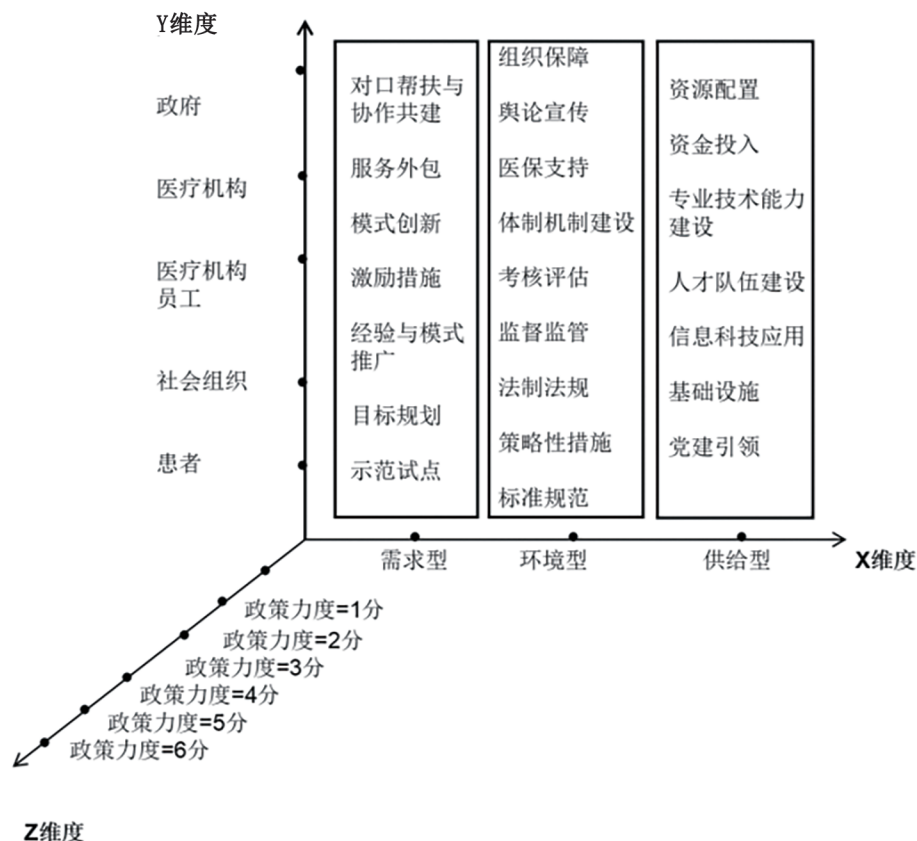 Y维度
政府
医疗机构
医疗机构
员工
社会组织
患者
对口帮扶与
协作共建
服务外包
模式创新
激励措施
经验与模式
推广
目标规划
示范试点
组织保障
舆论宣传
医保支持
体制机制建设
考核评估
监督监管
法制法规
策略性措施
标准规范
资源配置
资金投入
专业技术能力
建设
人才队伍建设
信息科技应用
基础设施
党建引领
需求型
环境型
供给型
X维度
政策力度=1分
政策力度=2分
政策力度=3分
政策力度=4分
政策力度=5分
政策力度=6分
Z维度